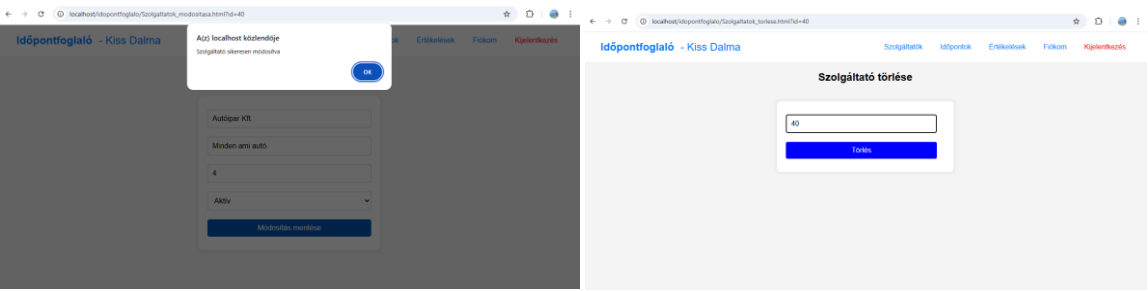 localhost/idopontfoglalo/Szolgaltatok_modositasa.html?id=40
Időpontfoglaló - Kiss Dalma
A(z) localhost közlendője
Szolgáltató sikeresen módosítva
OK
ok Értékelések Fiókom Kijelentkezés
Autóipar Kft.
Minden ami autó
4
Aktív
Módosítás mentése
localhost/idopontfoglalo/Szolgaltatok_torlese.html?id=40
Időpontfoglaló - Kiss Dalma
Szolgáltatók Időpontok Értékelések Fiókom Kijelentkezés
Szolgáltató törlése
40
Törlés